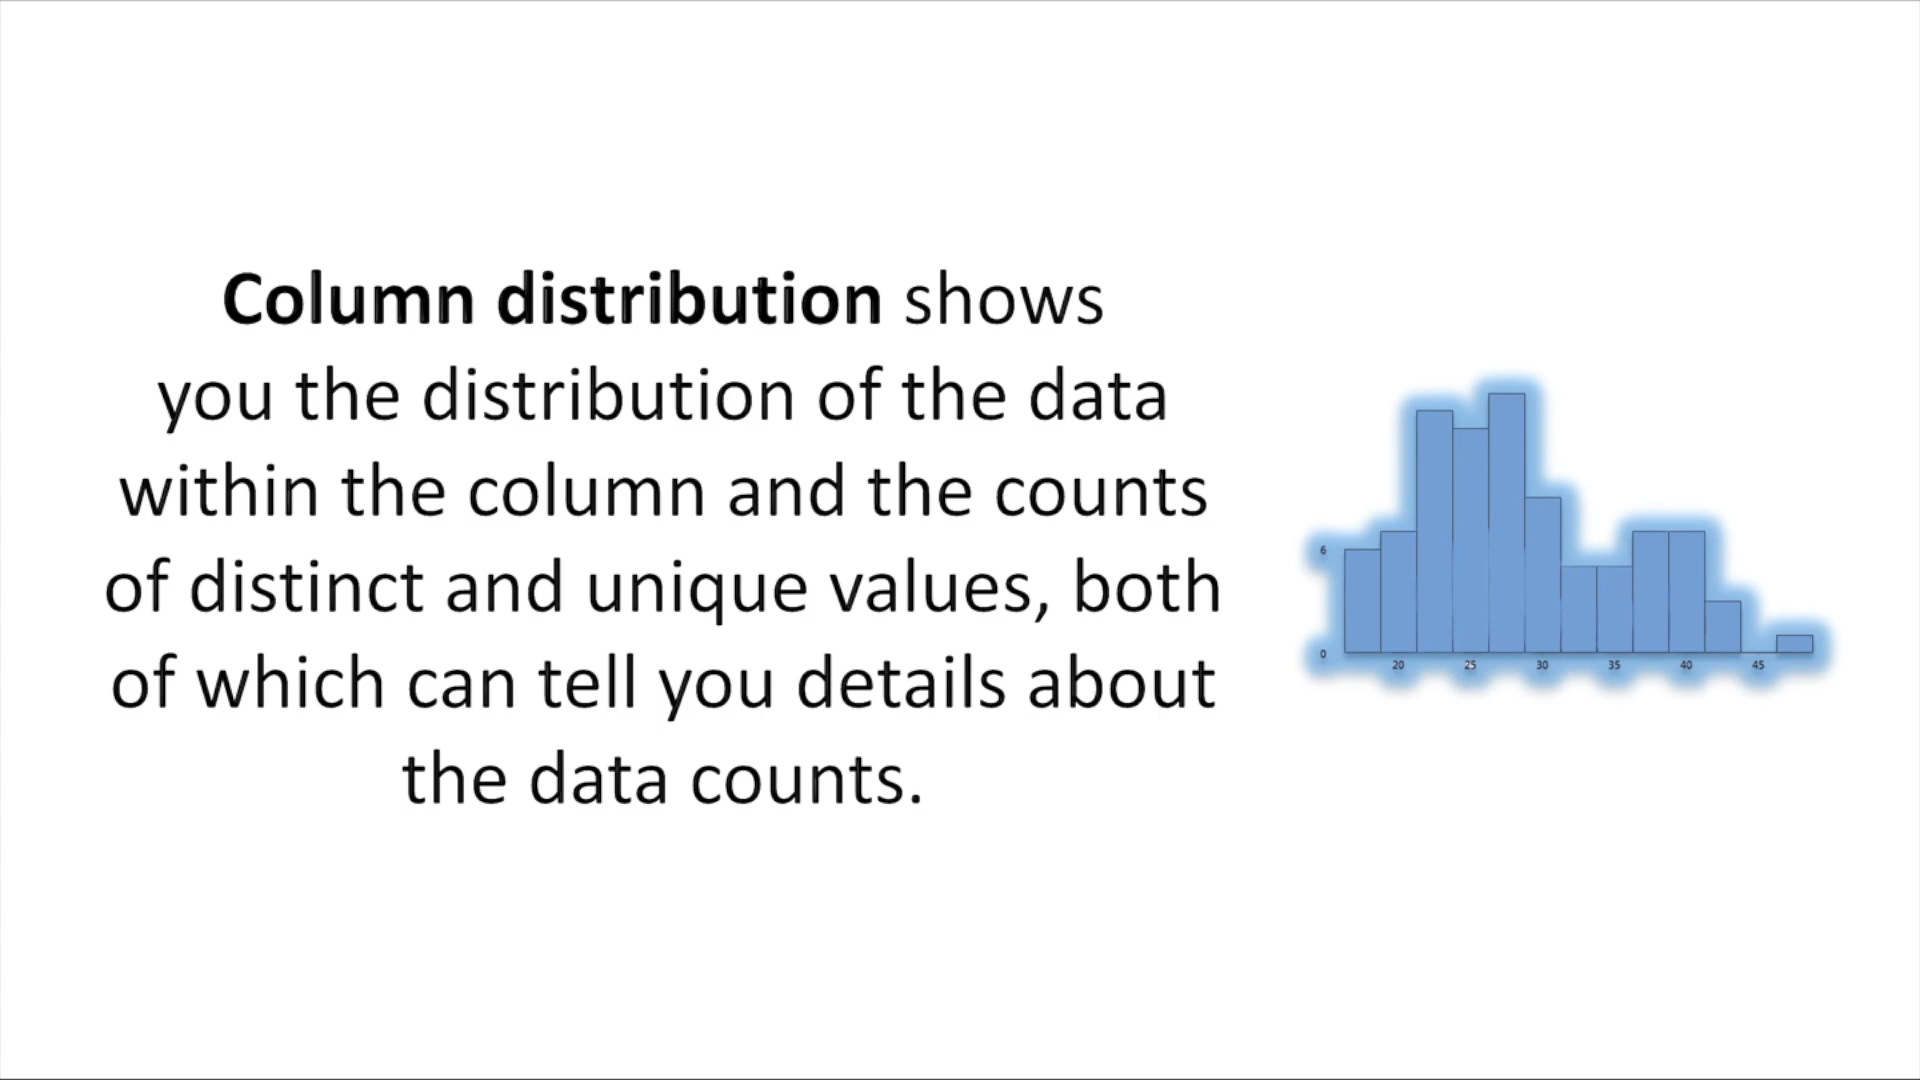 Column distribution shows
you the distribution of the data
within the column and the counts
of distinct and unique values, both
of which can tell you details about
the data counts.
6
0
20 25 30 35 40 45